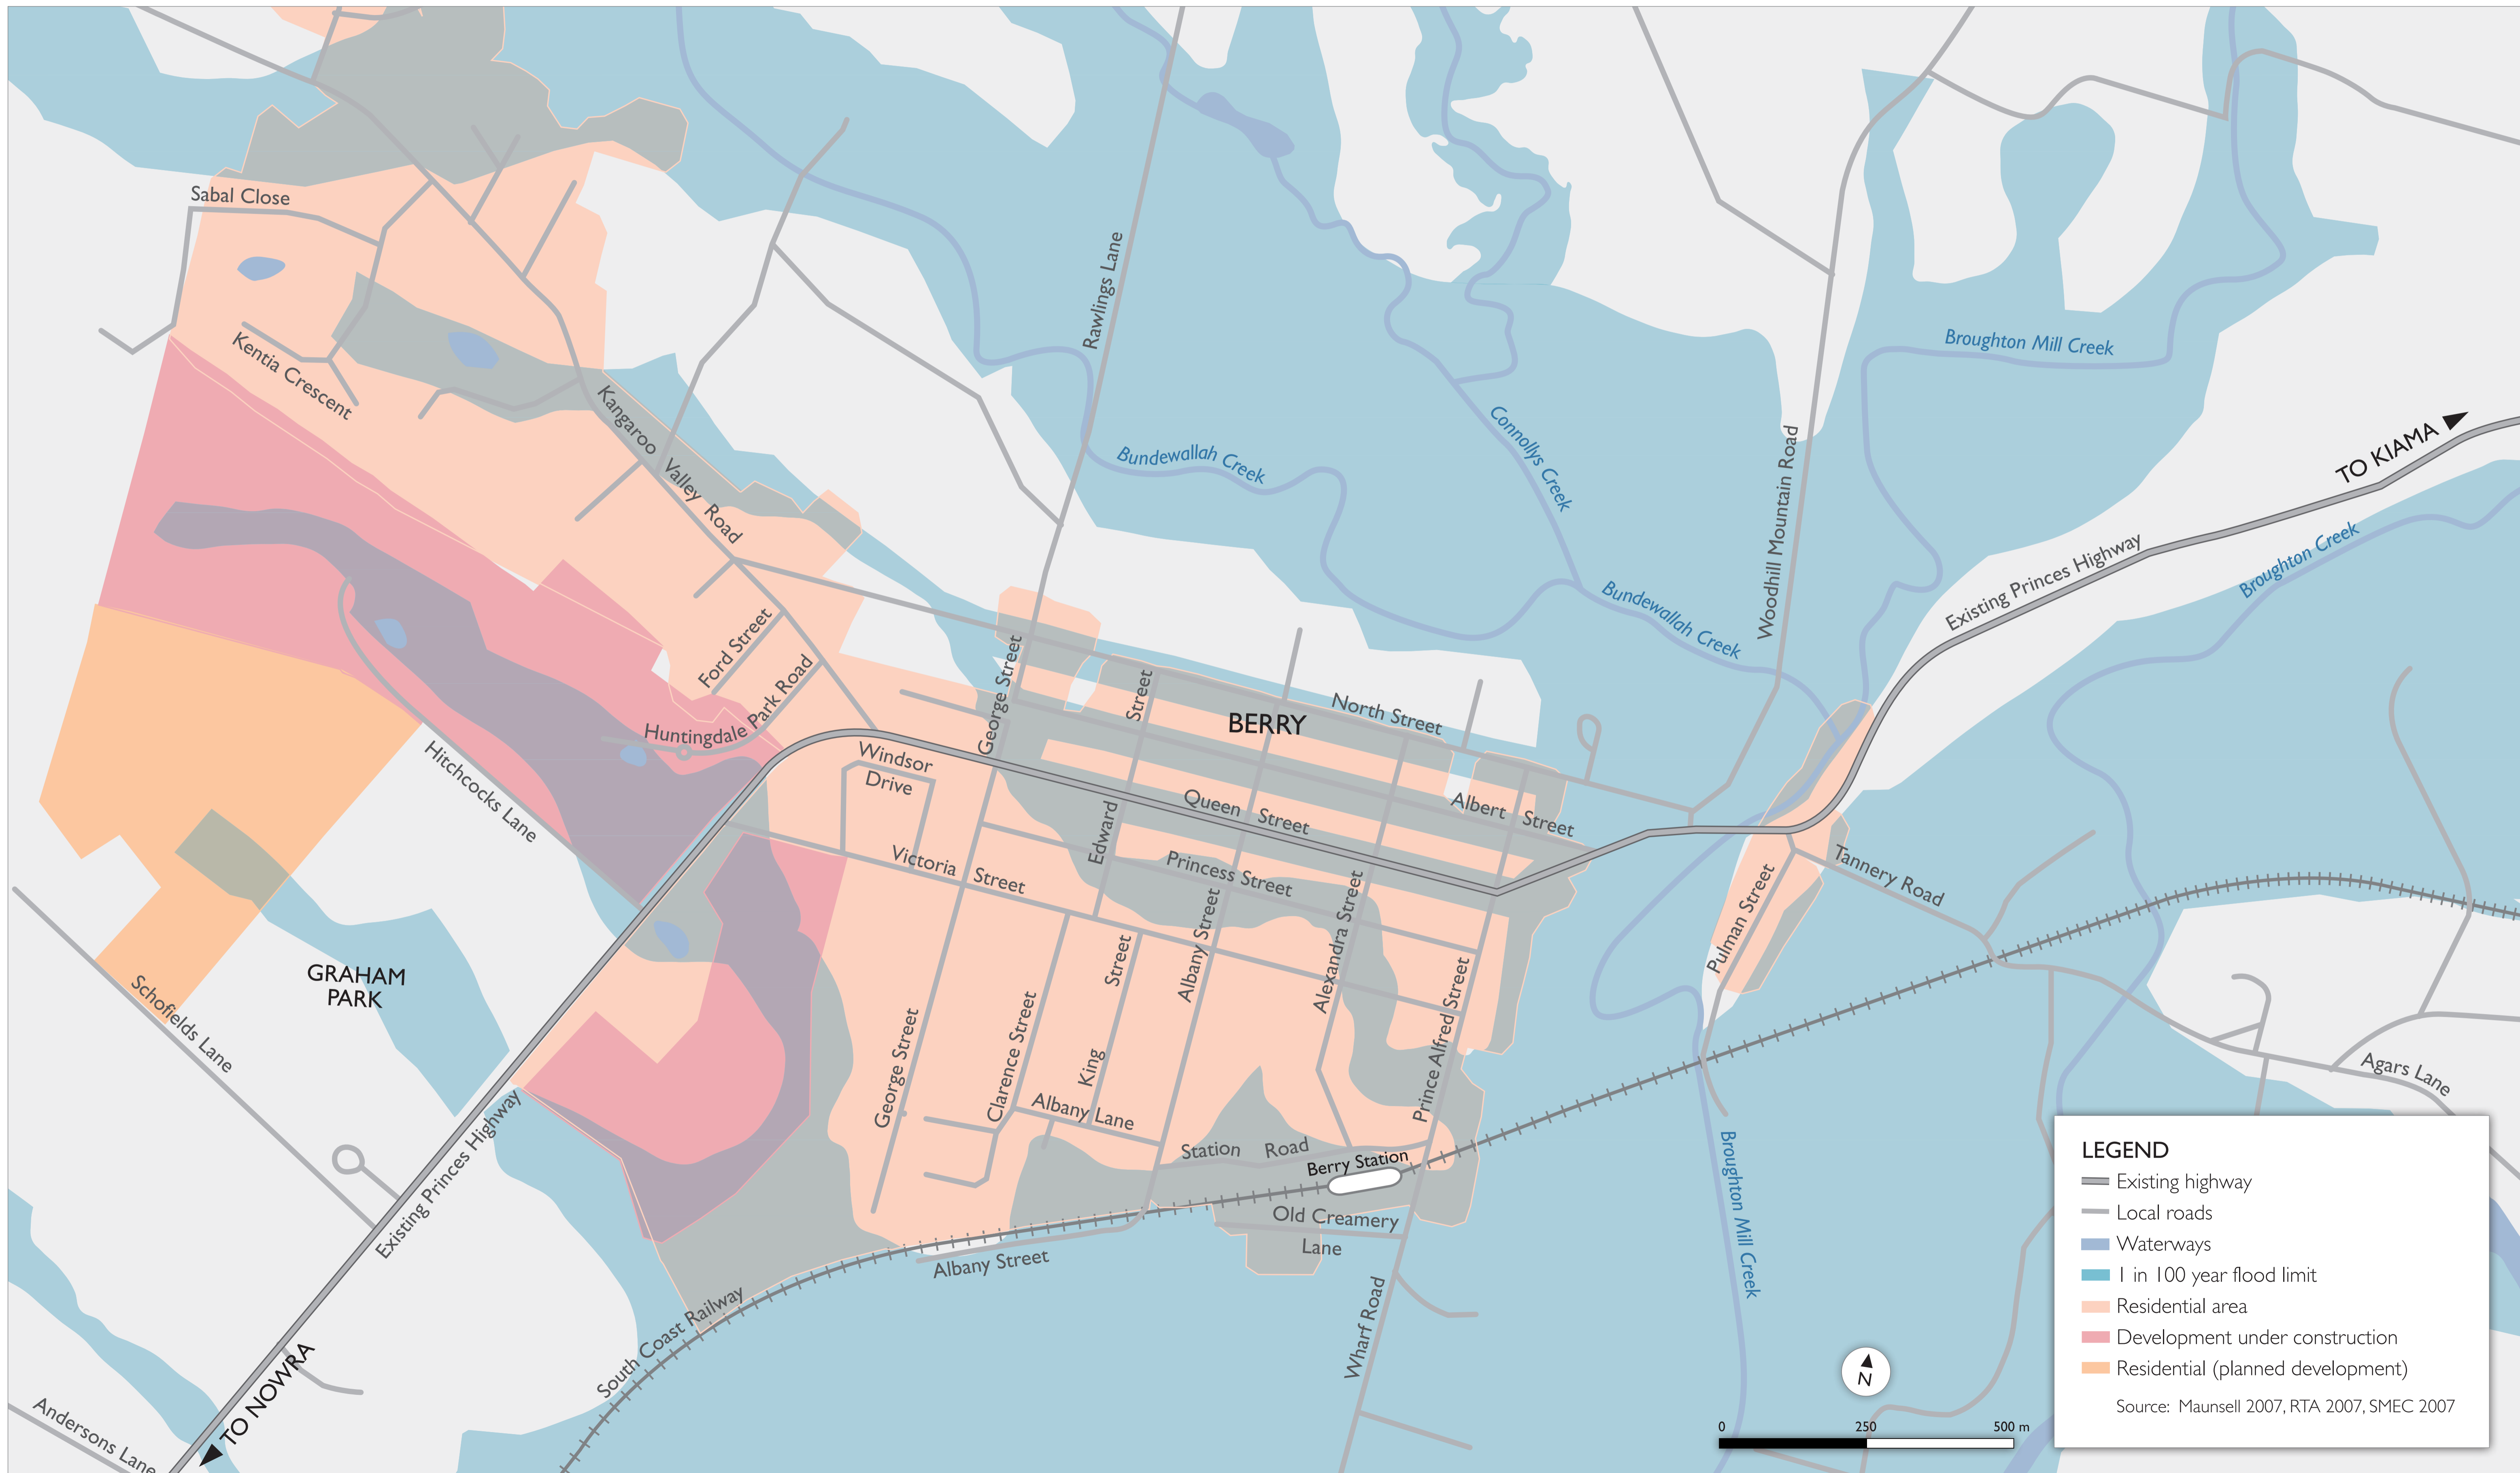 Sabal Close
Kentia Crescent
Kangaroo Valley Road
Rawlings Lane
Bundewallah Creek
Connollys Creek
Bundewallah Creek
Woodhill Mountain Road
Broughton Mill Creek
TO KIAMA
Existing Princes Highway
Broughton Creek
Ford Street
Huntingdale Park Road
Hitchcocks Lane
George Street
Street
Edward
BERRY
North Street
Windsor
Drive
Queen Street
Albert Street
Victoria Street
Princess Street
Pulman Street
Tannery Road
GRAHAM
PARK
Schofields Lane
George Street
Clarence Street
King Street
Albany Street
Alexandra Street
Prince Alfred Street
Albany Lane
Station Road
Berry Station
Old Creamery
Lane
Albany Street
Existing Princes Highway
South Coast Railway
Wharf Road
Broughton Mill Creek
Agars Lane
TO NOWRA
Andersons Lane
N
0 250 500 m
LEGEND
Existing highway
Local roads
Waterways
1 in 100 year flood limit
Residential area
Development under construction
Residential (planned development)
Source: Maunsell 2007, RTA 2007, SMEC 2007